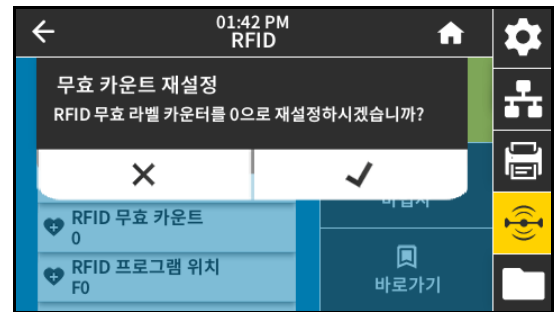 01:42 PM
RFID
무효 카운트 재설정
RFID 무효 라벨 카운터를 0으로 재설정하시겠습니까?
RFID 무효 카운트
0
RFID 프로그램 위치
F0
바로가기